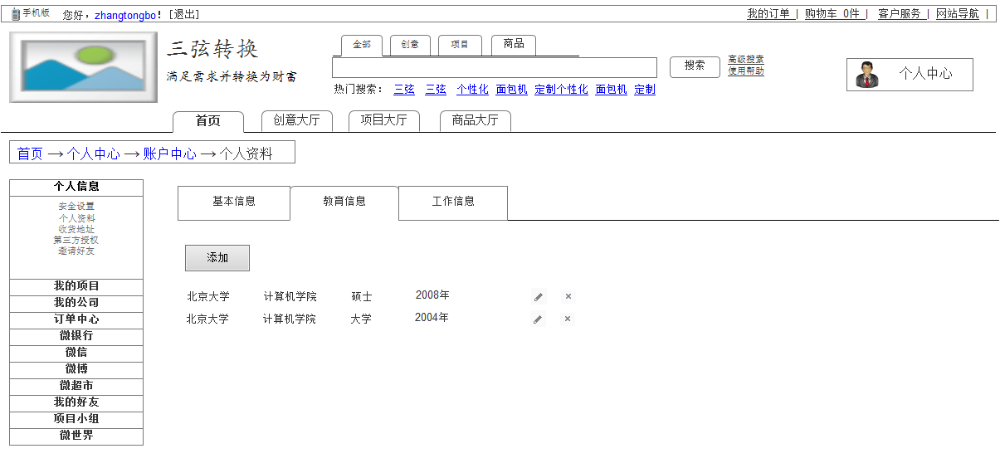 手机版 您好，zhangtongbo！[退出] 我的订单 | 购物车 0件 | 客户服务 | 网站导航 |
三弦转换
满足需求并转换为财富
全部 创意 项目 商品
搜索
高级搜索
使用帮助
个人中心
热门搜索： 三弦 三弦 个性化 面包机 定制个性化 面包机 定制
首页 创意大厅 项目大厅 商品大厅
首页 → 个人中心 → 账户中心 → 个人资料
个人信息
安全设置
个人资料
收货地址
第三方授权
邀请好友
我的项目
我的公司
订单中心
微银行
微信
微博
微超市
我的好友
项目小组
微世界
基本信息 教育信息 工作信息
添加
北京大学 计算机学院 硕士 2008年
北京大学 计算机学院 大学 2004年